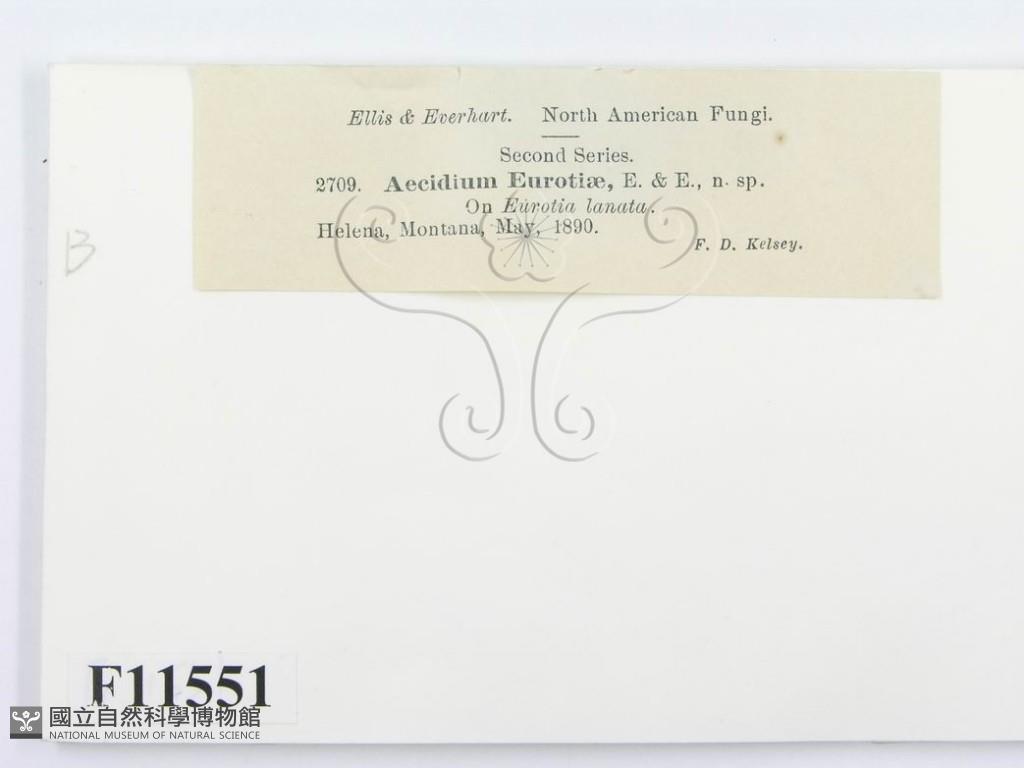 Ellis & Everhart. North American Fungi.
Second Series.
2709. Aecidium Eurotiæ, E. & E., n. sp.
On Eurotia lanata.
Helena, Montana, May, 1890.
F. D. Kelsey.
B
F11551
國立自然科學博物館
NATIONAL MUSEUM OF NATURAL SCIENCE